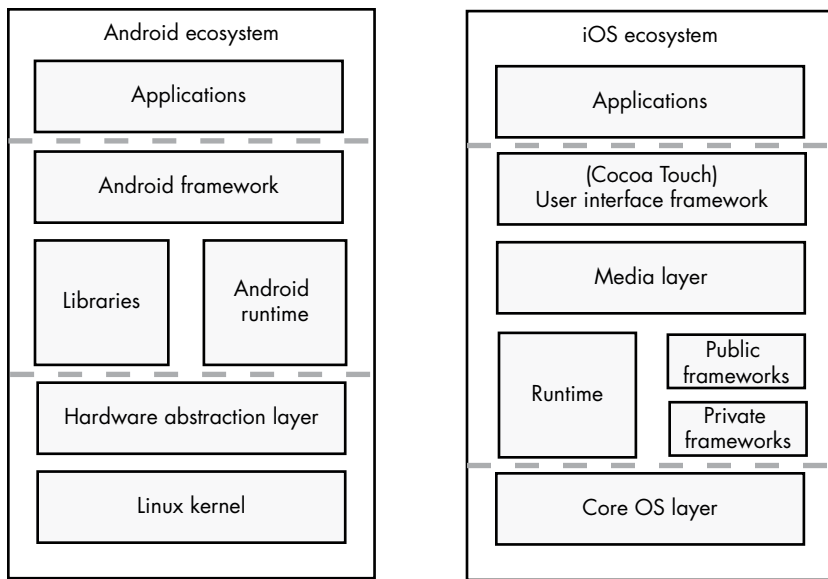 Android ecosystem
Applications
Android framework
Libraries
Android
runtime
Hardware abstraction layer
Linux kernel
iOS ecosystem
Applications
(Cocoa Touch)
User interface framework
Media layer
Runtime
Public
frameworks
Private
frameworks
Core OS layer